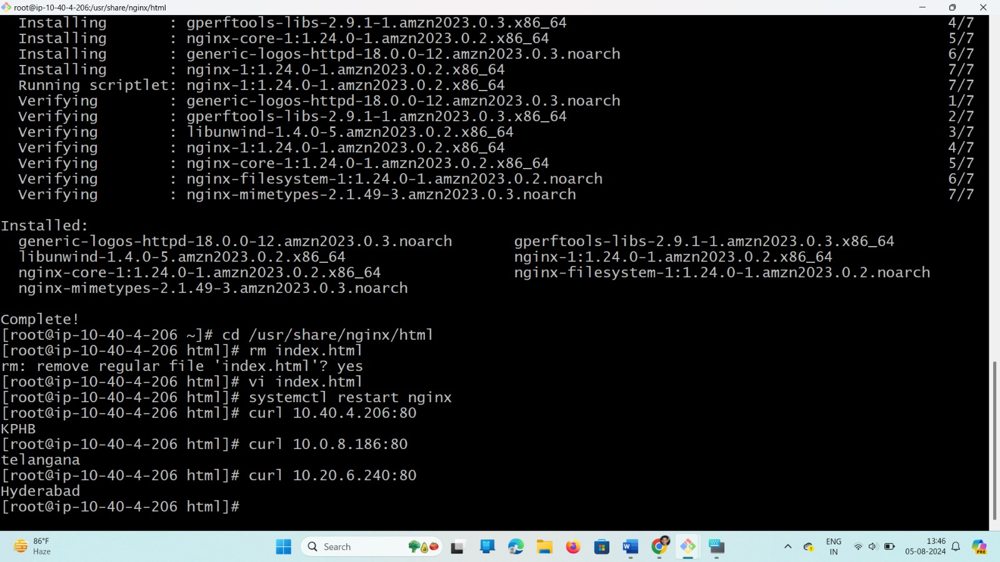 root@ip-10-40-4-206:/usr/share/nginx/html
Installing : gperftools-libs-2.9.1-1.amzn2023.0.3.x86_64 4/7
Installing : nginx-core-1:1.24.0-1.amzn2023.0.2.x86_64 5/7
Installing : generic-logos-httpd-18.0.0-12.amzn2023.0.3.noarch 6/7
Installing : nginx-1:1.24.0-1.amzn2023.0.2.x86_64 7/7
Running scriptlet: nginx-1:1.24.0-1.amzn2023.0.2.x86_64 7/7
Verifying : generic-logos-httpd-18.0.0-12.amzn2023.0.3.noarch 1/7
Verifying : gperftools-libs-2.9.1-1.amzn2023.0.3.x86_64 2/7
Verifying : libunwind-1.4.0-5.amzn2023.0.2.x86_64 3/7
Verifying : nginx-1:1.24.0-1.amzn2023.0.2.x86_64 4/7
Verifying : nginx-core-1:1.24.0-1.amzn2023.0.2.x86_64 5/7
Verifying : nginx-filesystem-1:1.24.0-1.amzn2023.0.2.noarch 6/7
Verifying : nginx-mimetypes-2.1.49-3.amzn2023.0.3.noarch 7/7
Installed:
generic-logos-httpd-18.0.0-12.amzn2023.0.3.noarch gperftools-libs-2.9.1-1.amzn2023.0.3.x86_64
libunwind-1.4.0-5.amzn2023.0.2.x86_64 nginx-1:1.24.0-1.amzn2023.0.2.x86_64
nginx-core-1:1.24.0-1.amzn2023.0.2.x86_64 nginx-filesystem-1:1.24.0-1.amzn2023.0.2.noarch
nginx-mimetypes-2.1.49-3.amzn2023.0.3.noarch
Complete!
[root@ip-10-40-4-206 ~]# cd /usr/share/nginx/html
[root@ip-10-40-4-206 html]# rm index.html
rm: remove regular file 'index.html'? yes
[root@ip-10-40-4-206 html]# vi index.html
[root@ip-10-40-4-206 html]# systemctl restart nginx
[root@ip-10-40-4-206 html]# curl 10.40.4.206:80
KPHB
[root@ip-10-40-4-206 html]# curl 10.0.8.186:80
telangana
[root@ip-10-40-4-206 html]# curl 10.20.6.240:80
Hyderabad
[root@ip-10-40-4-206 html]#
86°F
Haze
Search
ENG
IN
13:46
05-08-2024
PRE